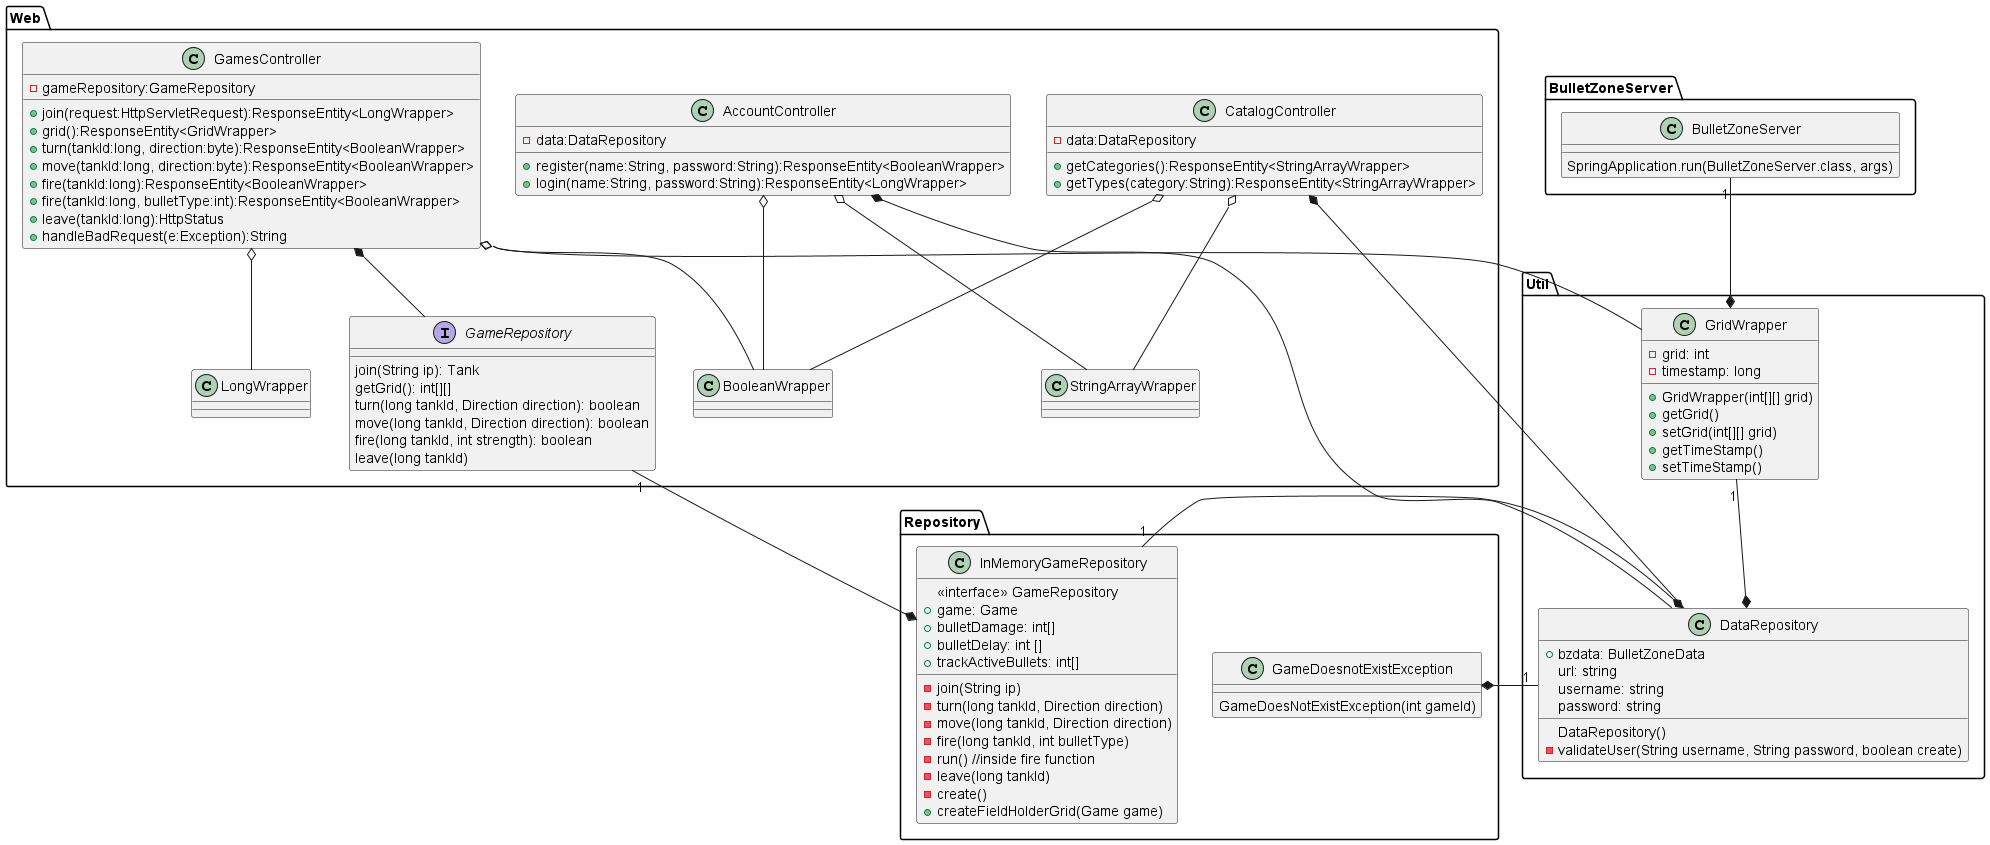 Web
C GamesController
gameRepository:GameRepository
join(request:HttpServletRequest):ResponseEntity<LongWrapper>
grid():ResponseEntity<GridWrapper>
turn(tankId:long, direction:byte):ResponseEntity<BooleanWrapper>
move(tankId:long, direction:byte):ResponseEntity<BooleanWrapper>
fire(tankId:long):ResponseEntity<BooleanWrapper>
fire(tankId:long, bulletType:int):ResponseEntity<BooleanWrapper>
leave(tankId:long):HttpStatus
handleBadRequest(e:Exception):String
C AccountController
data:DataRepository
register(name:String, password:String):ResponseEntity<BooleanWrapper>
login(name:String, password:String):ResponseEntity<LongWrapper>
C CatalogController
data:DataRepository
getCategories():ResponseEntity<StringArrayWrapper>
getTypes(category:String):ResponseEntity<StringArrayWrapper>
C LongWrapper
I GameRepository
join(String ip): Tank
getGrid(): int[][]
turn(long tankId, Direction direction): boolean
move(long tankId, Direction direction): boolean
fire(long tankId, int strength): boolean
leave(long tankId)
C BooleanWrapper
C StringArrayWrapper
BulletZoneServer
C BulletZoneServer
SpringApplication.run(BulletZoneServer.class, args)
1
Util
C GridWrapper
grid: int
timestamp: long
GridWrapper(int[][] grid)
getGrid()
setGrid(int[][] grid)
getTimeStamp()
setTimeStamp()
1
1
Repository
1
C InMemoryGameRepository
«interface» GameRepository
game: Game
bulletDamage: int[]
bulletDelay: int []
trackActiveBullets: int[]
join(String ip)
turn(long tankId, Direction direction)
move(long tankId, Direction direction)
fire(long tankId, int bulletType)
run() //inside fire function
leave(long tankId)
create()
createFieldHolderGrid(Game game)
C GameDoesnotExistException
GameDoesNotExistException(int gameId)
1
C DataRepository
bzdata: BulletZoneData
url: string
username: string
password: string
DataRepository()
validateUser(String username, String password, boolean create)